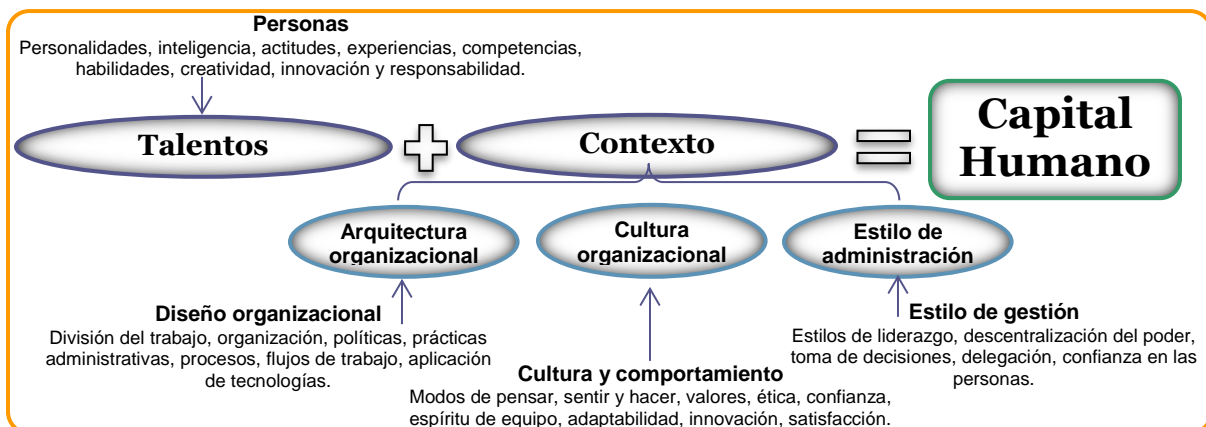 Personas
Personalidades, inteligencia, actitudes, experiencias, competencias,
habilidades, creatividad, innovación y responsabilidad.
Talentos
Contexto
Capital
Humano
Arquitectura
organizacional
Cultura
organizacional
Estilo de
administración
Diseño organizacional
División del trabajo, organización, políticas, prácticas
administrativas, procesos, flujos de trabajo, aplicación
de tecnologías.
Cultura y comportamiento
Modos de pensar, sentir y hacer, valores, ética, confianza,
espíritu de equipo, adaptabilidad, innovación, satisfacción.
Estilo de gestión
Estilos de liderazgo, descentralización del poder,
toma de decisiones, delegación, confianza en las
personas.